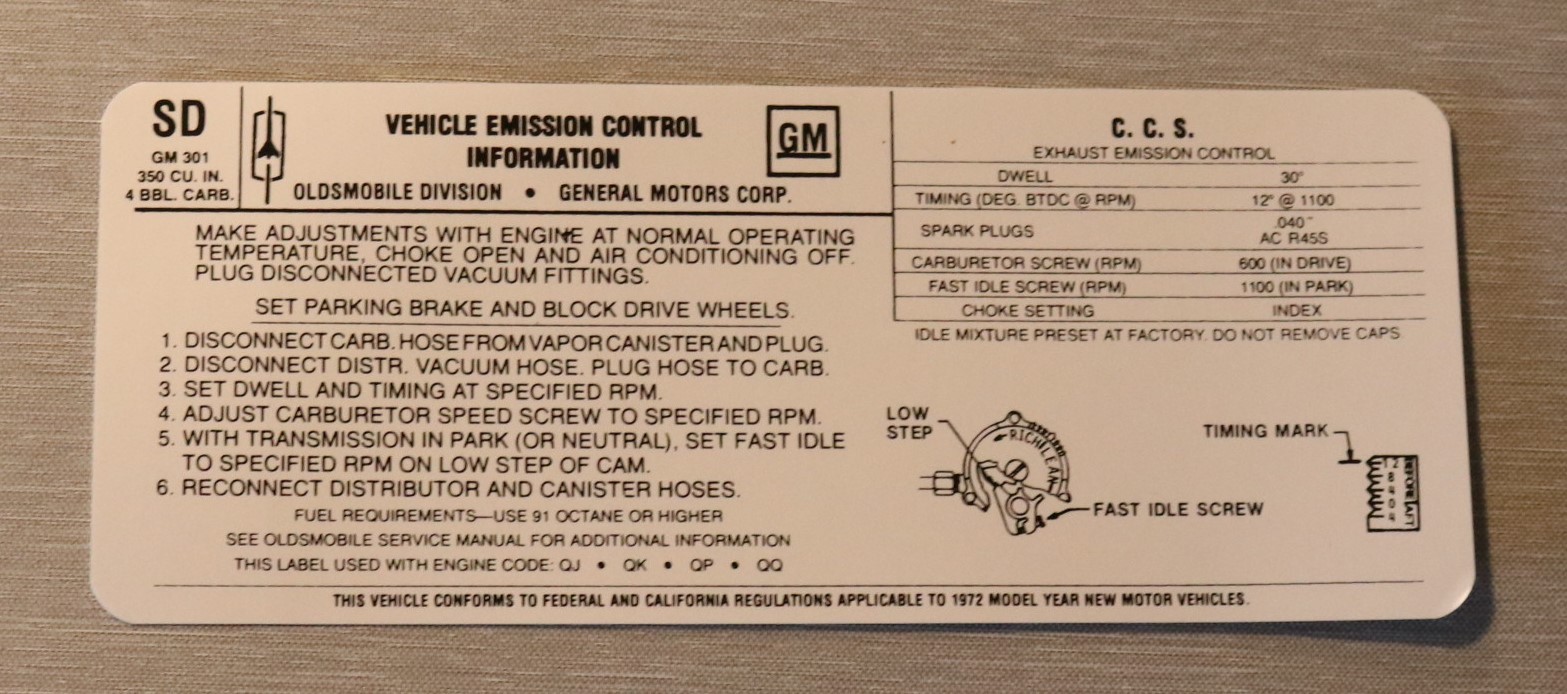 SD
GM 301
350 CU. IN.
4 BBL. CARB.
VEHICLE EMISSION CONTROL
INFORMATION
OLDSMOBILE DIVISION • GENERAL MOTORS CORP.
GM
MAKE ADJUSTMENTS WITH ENGINE AT NORMAL OPERATING
TEMPERATURE, CHOKE OPEN AND AIR CONDITIONING OFF.
PLUG DISCONNECTED VACUUM FITTINGS.
SET PARKING BRAKE AND BLOCK DRIVE WHEELS.
1. DISCONNECT CARB. HOSE FROM VAPOR CANISTER AND PLUG.
2. DISCONNECT DISTR. VACUUM HOSE. PLUG HOSE TO CARB.
3. SET DWELL AND TIMING AT SPECIFIED RPM.
4. ADJUST CARBURETOR SPEED SCREW TO SPECIFIED RPM.
5. WITH TRANSMISSION IN PARK (OR NEUTRAL), SET FAST IDLE
TO SPECIFIED RPM ON LOW STEP OF CAM.
6. RECONNECT DISTRIBUTOR AND CANISTER HOSES.
FUEL REQUIREMENTS—USE 91 OCTANE OR HIGHER
SEE OLDSMOBILE SERVICE MANUAL FOR ADDITIONAL INFORMATION
THIS LABEL USED WITH ENGINE CODE: QJ • QK • QP • QQ
C. C. S.
EXHAUST EMISSION CONTROL
DWELL 30°
TIMING (DEG. BTDC @ RPM) 12° @ 1100
SPARK PLUGS .040"
AC R45S
CARBURETOR SCREW (RPM) 600 (IN DRIVE)
FAST IDLE SCREW (RPM) 1100 (IN PARK)
CHOKE SETTING INDEX
IDLE MIXTURE PRESET AT FACTORY. DO NOT REMOVE CAPS
LOW
STEP
RICH LEAN
FAST IDLE SCREW
TIMING MARK
BEFORE AFT
THIS VEHICLE CONFORMS TO FEDERAL AND CALIFORNIA REGULATIONS APPLICABLE TO 1972 MODEL YEAR NEW MOTOR VEHICLES.